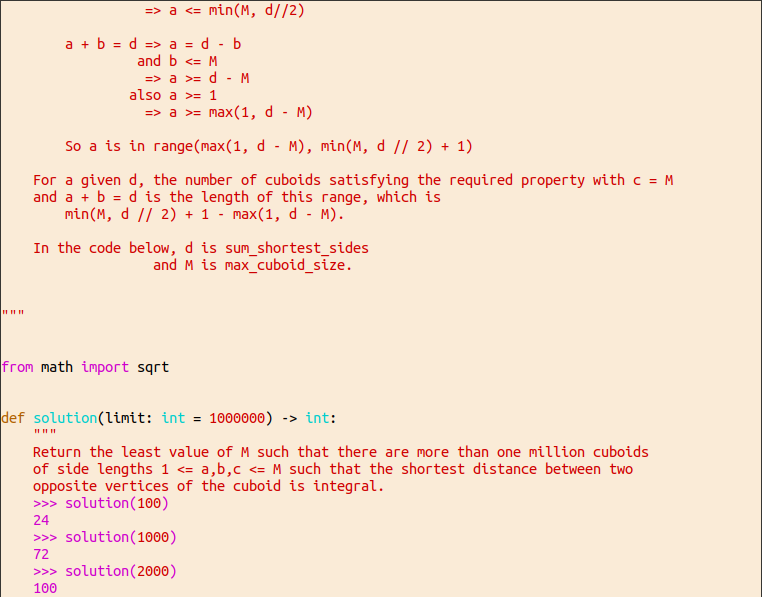 => a <= min(M, d//2)
a + b = d => a = d - b
and b <= M
=> a >= d - M
also a >= 1
=> a >= max(1, d - M)
So a is in range(max(1, d - M), min(M, d // 2) + 1)
For a given d, the number of cuboids satisfying the required property with c = M
and a + b = d is the length of this range, which is
min(M, d // 2) + 1 - max(1, d - M).
In the code below, d is sum_shortest_sides
and M is max_cuboid_size.
"""
from math import sqrt
def solution(limit: int = 1000000) -> int:
"""
Return the least value of M such that there are more than one million cuboids
of side lengths 1 <= a,b,c <= M such that the shortest distance between two
opposite vertices of the cuboid is integral.
>>> solution(100)
24
>>> solution(1000)
72
>>> solution(2000)
100